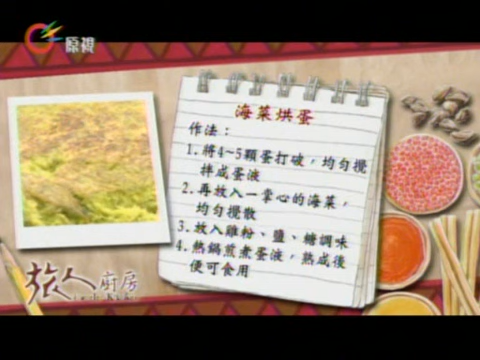 原視
海菜烘蛋
作法：
1.將4~5顆蛋打破，均勻攪
拌成蛋液
2.再放入一掌心的海菜，
均勻攪散
3.放入雞粉、鹽、糖調味
4.熱鍋煎煮蛋液，熟成後
便可食用
旅人廚房